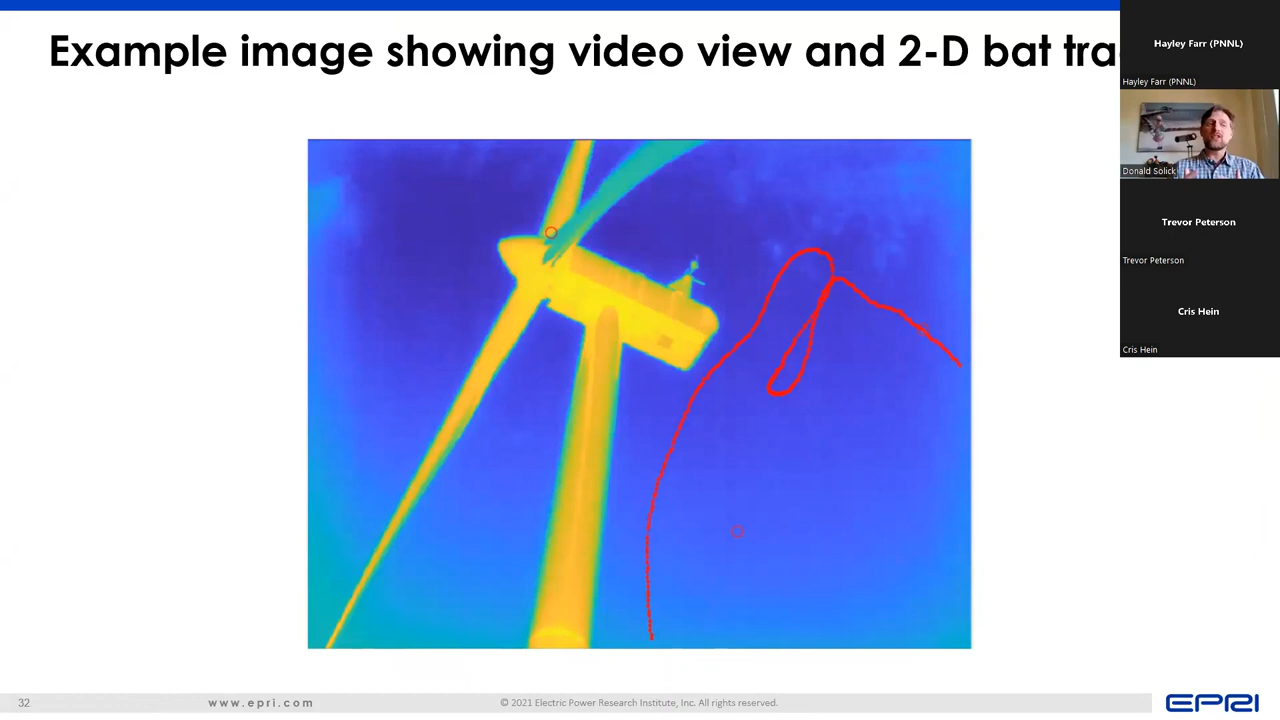 Example image showing video view and 2-D bat tra
Hayley Farr (PNNL)
Hayley Farr (PNNL)
Donald Solick
Trevor Peterson
Trevor Peterson
Cris Hein
Cris Hein
32
www.epri.com
© 2021 Electric Power Research Institute, Inc. All rights reserved.
EPRI